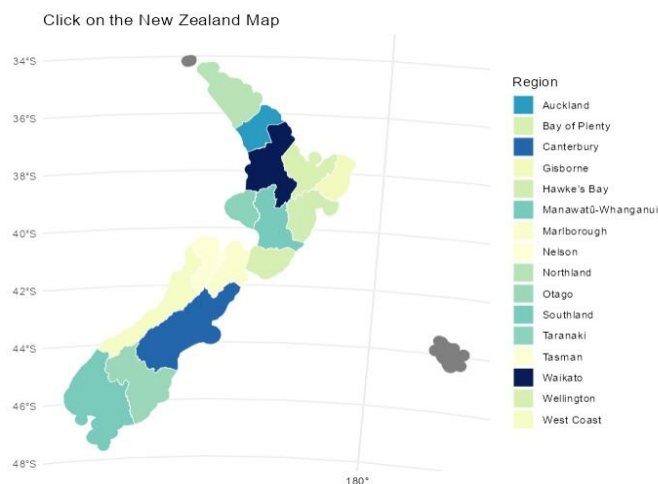 Click on the New Zealand Map
34°S
36°S
38°S
40°S
42°S
44°S
46°S
48°S
180°
Region
Auckland
Bay of Plenty
Canterbury
Gisborne
Hawke's Bay
Manawatū-Whanganui
Marlborough
Nelson
Northland
Otago
Southland
Taranaki
Tasman
Waikato
Wellington
West Coast